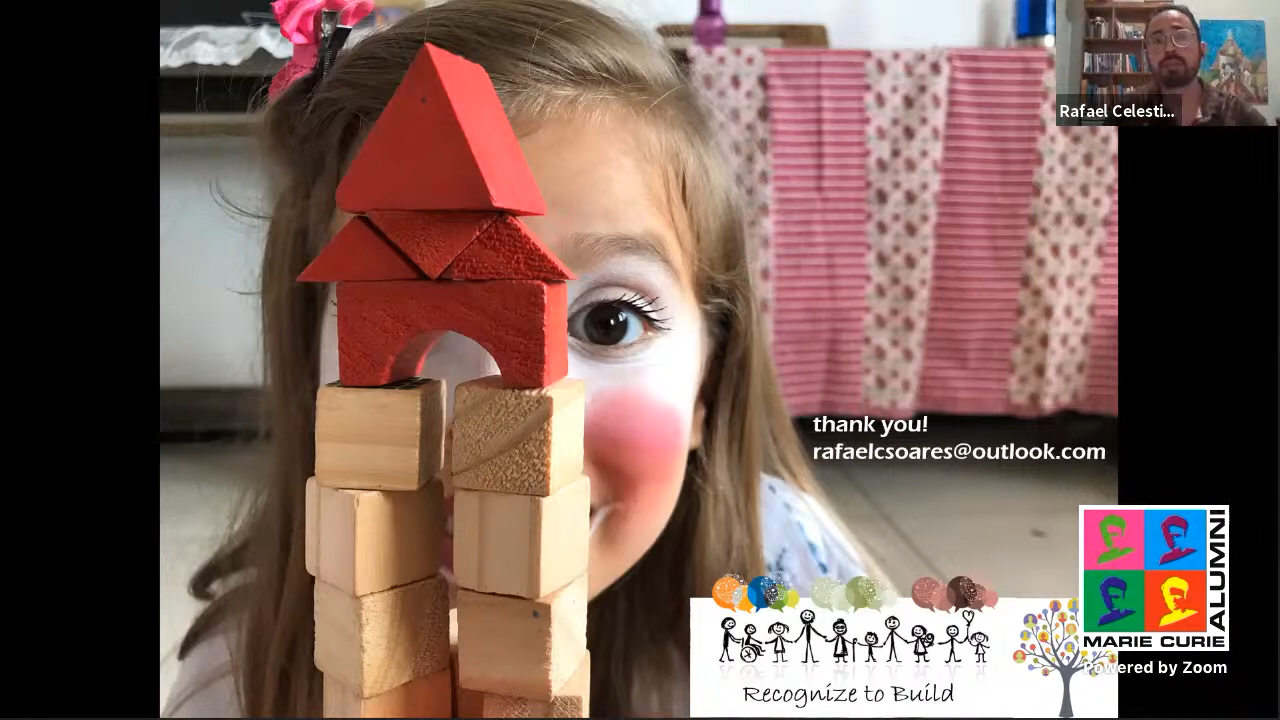 Rafael Celesti...
thank you!
rafaelcsoares@outlook.com
Recognize to Build
MARIE CURIE
ALUMNI
Powered by Zoom